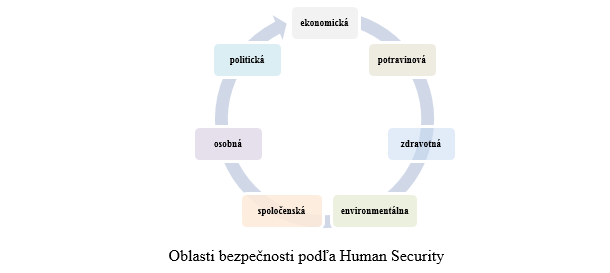 ekonomická
potravinová
zdravotná
environmentálna
spoločenská
osobná
politická
Oblasti bezpečnosti podľa Human Security